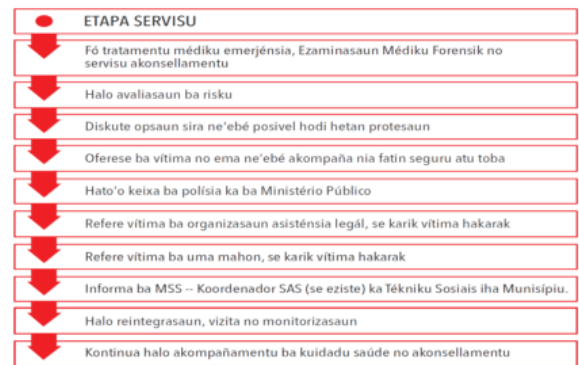 ETAPA SERVISU
Fó tratamentu médiku emerjénsia, Ezaminasaun Médiku Forensik no
servisu akonsellamentu
Halo avaliasaun ba risku
Diskute opsaun sira ne'ebé posivel hodi hetan protesaun
Oferese ba vítima no ema ne'ebé akompaña nia fatin seguru atu toba
Hato'o keixa ba polísia ka ba Ministério Público
Refere vítima ba organizasaun asisténsia legál, se karik vítima hakarak
Refere vítima ba uma mahon, se karik vítima hakarak
Informa ba MSS -- Koordenador SAS (se eziste) ka Tékniku Sosiais iha Munisípiu.
Halo reintegrasaun, vizita no monitorizasaun
Kontinua halo akompañamentu ba kuidadu saúde no akonsellamentu